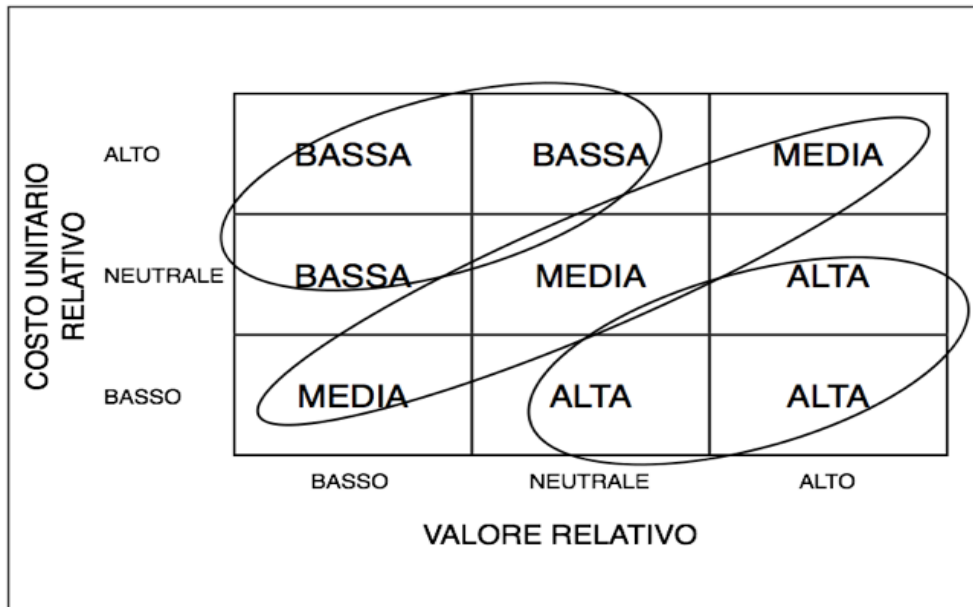 COSTO UNITARIO
RELATIVO
ALTO
BASSA
BASSA
MEDIA
NEUTRALE
BASSA
MEDIA
ALTA
BASSO
MEDIA
ALTA
ALTA
BASSO
NEUTRALE
ALTO
VALORE RELATIVO